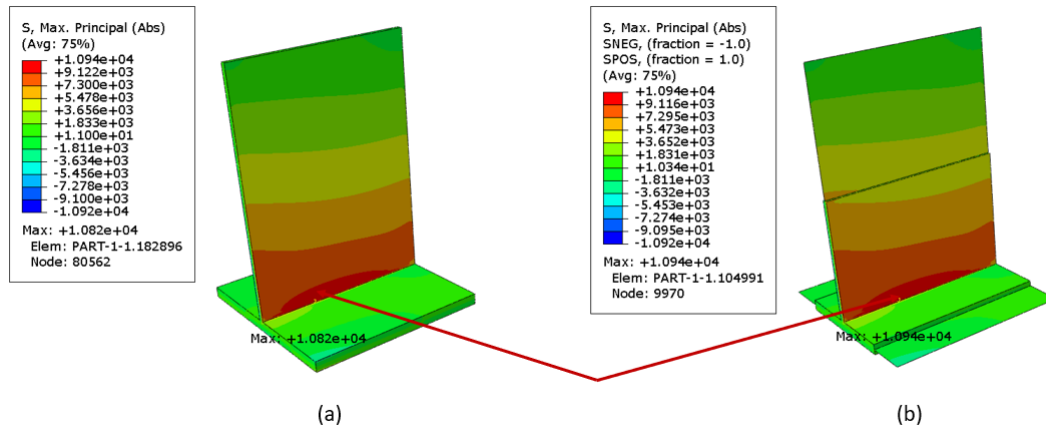 S, Max. Principal (Abs)
(Avg: 75%)
+1.094e+04
+9.122e+03
+7.300e+03
+5.478e+03
+3.656e+03
+1.833e+03
+1.100e+01
-1.811e+03
-3.634e+03
-5.456e+03
-7.278e+03
-9.100e+03
-1.092e+04
Max: +1.082e+04
Elem: PART-1-1.182896
Node: 80562
Max: +1.082e+04
(a)
S, Max. Principal (Abs)
SNEG, (fraction = -1.0)
SPOS, (fraction = 1.0)
(Avg: 75%)
+1.094e+04
+9.116e+03
+7.295e+03
+5.473e+03
+3.652e+03
+1.831e+03
+1.034e+01
-1.811e+03
-3.632e+03
-5.453e+03
-7.274e+03
-9.095e+03
-1.092e+04
Max: +1.094e+04
Elem: PART-1-1.104991
Node: 9970
Max: +1.094e+04
(b)